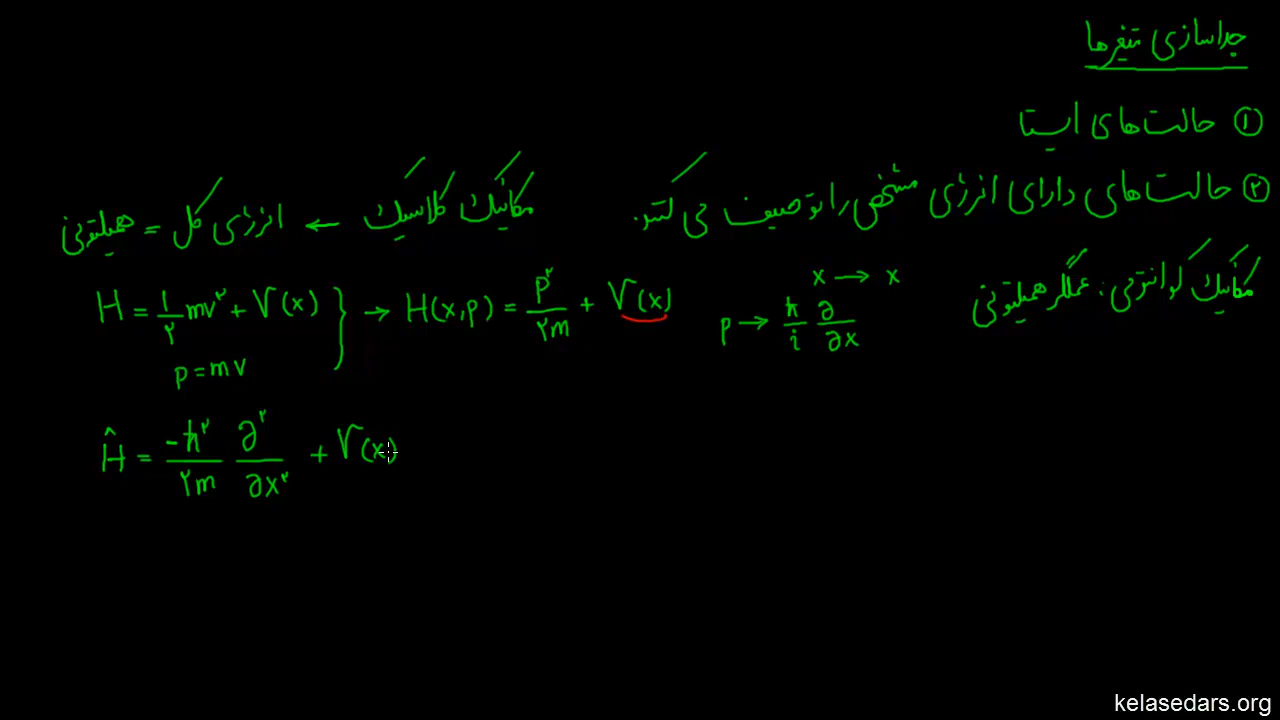 جداسازی متغیرها
① حالت‌های ایستا
② حالت‌های دارای انرژی مشخص را توصیف می کنند.
مکانیک کلاسیک ← انرژی کل = همیلتونی
مکانیک کوانتومی: عملگر همیلتونی
x → x
p → ħ/i ∂/∂x
H = ۱/۲ mv² + V(x) } → H(x,p) = p²/۲m + V(x)
p = mv
Ĥ = -ħ²/۲m ∂²/∂x² + V(x)
kelasedars.org